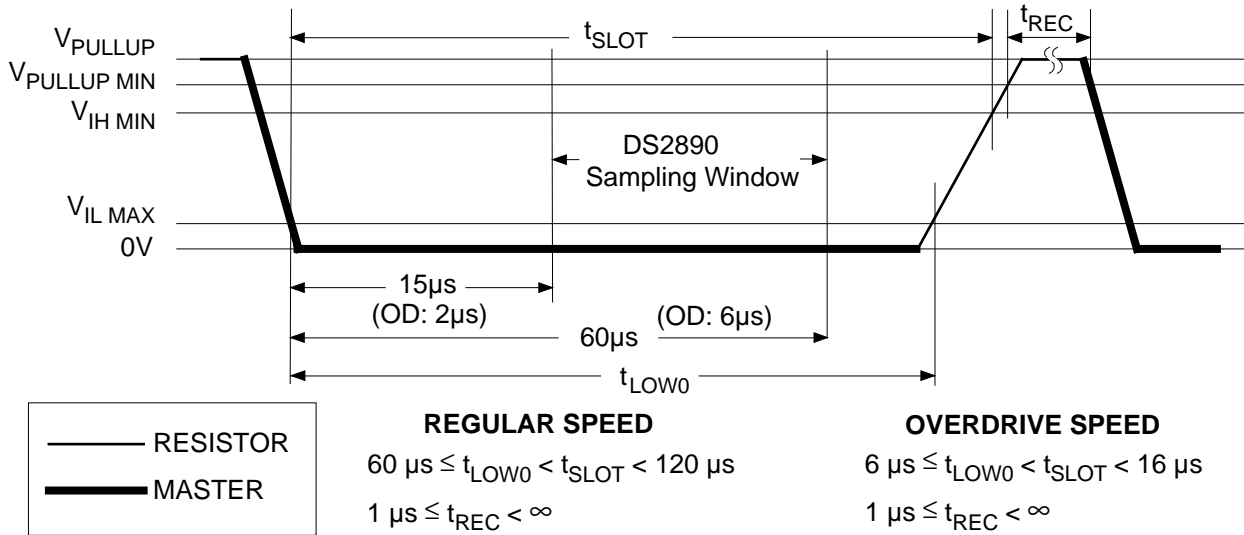 t_SLOT
t_REC
V_PULLUP
V_PULLUP MIN
V_IH MIN
DS2890
Sampling Window
V_IL MAX
0V
15µs
(OD: 2µs)
(OD: 6µs)
60µs
t_LOW0
RESISTOR
MASTER
REGULAR SPEED
60 µs ≤ t_LOW0 < t_SLOT < 120 µs
1 µs ≤ t_REC < ∞
OVERDRIVE SPEED
6 µs ≤ t_LOW0 < t_SLOT < 16 µs
1 µs ≤ t_REC < ∞